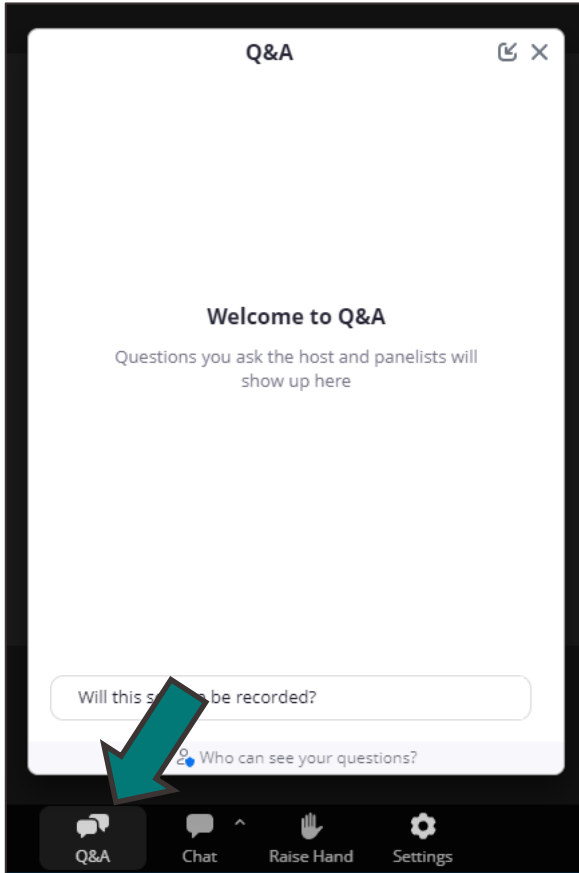 Q&A
Welcome to Q&A
Questions you ask the host and panelists will
show up here
Will this be recorded?
Who can see your questions?
Q&A
Chat
Raise Hand
Settings